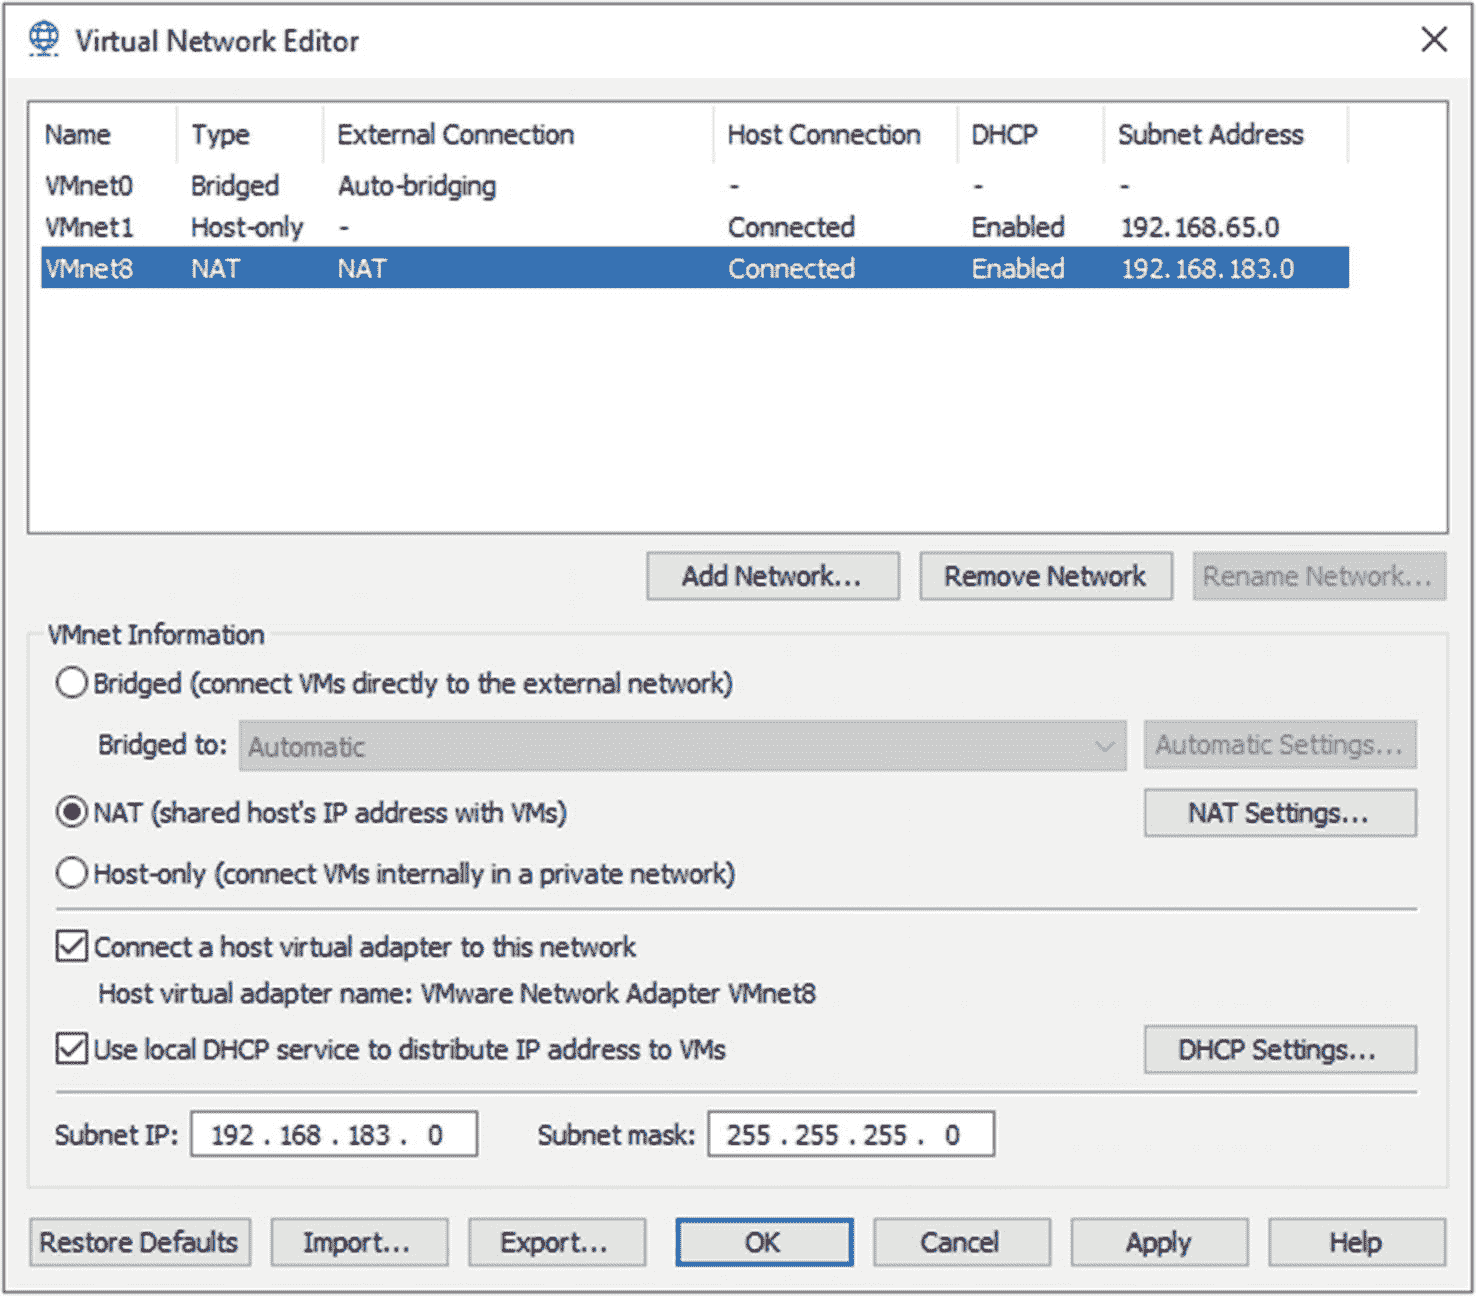 Virtual Network Editor
Name Type External Connection Host Connection DHCP Subnet Address
VMnet0 Bridged Auto-bridging - - -
VMnet1 Host-only - Connected Enabled 192.168.65.0
VMnet8 NAT NAT Connected Enabled 192.168.183.0
Add Network... Remove Network Rename Network...
VMnet Information
Bridged (connect VMs directly to the external network)
Bridged to: Automatic Automatic Settings...
NAT (shared host's IP address with VMs) NAT Settings...
Host-only (connect VMs internally in a private network)
Connect a host virtual adapter to this network
Host virtual adapter name: VMware Network Adapter VMnet8
Use local DHCP service to distribute IP address to VMs DHCP Settings...
Subnet IP: 192 . 168 . 183 . 0 Subnet mask: 255 . 255 . 255 . 0
Restore Defaults Import... Export... OK Cancel Apply Help